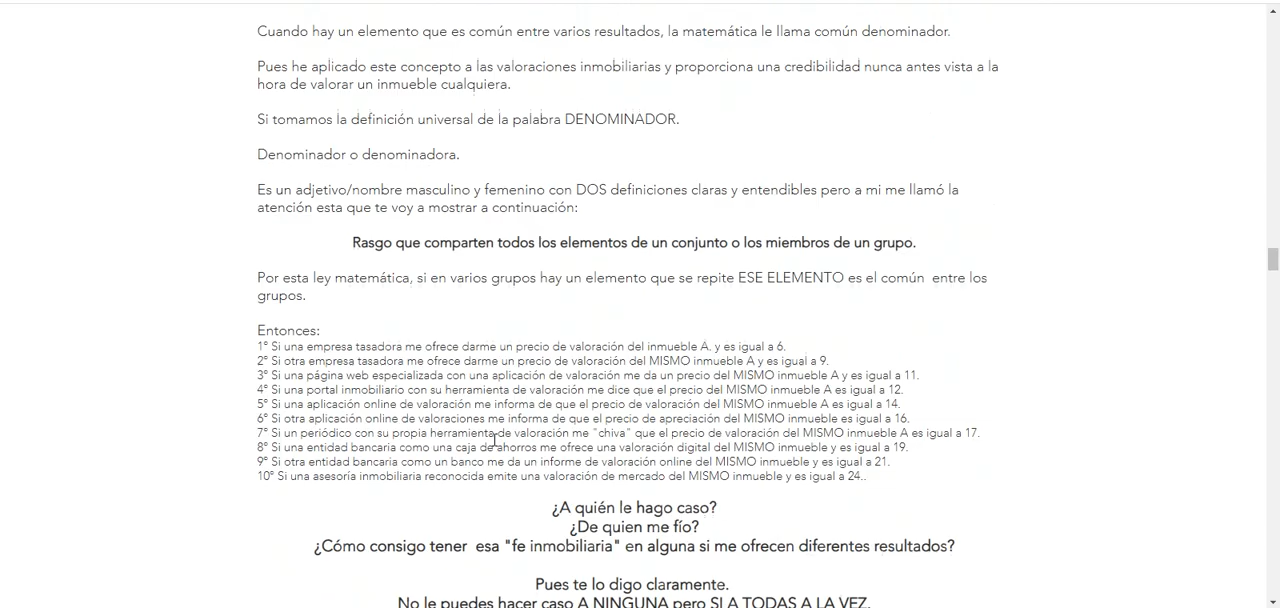 Cuando hay un elemento que es común entre varios resultados, la matemática le llama común denominador.
Pues he aplicado este concepto a las valoraciones inmobiliarias y proporciona una credibilidad nunca antes vista a la
hora de valorar un inmueble cualquiera.
Si tomamos la definición universal de la palabra DENOMINADOR.
Denominador o denominadora.
Es un adjetivo/nombre masculino y femenino con DOS definiciones claras y entendibles pero a mi me llamó la
atención esta que te voy a mostrar a continuación:
Rasgo que comparten todos los elementos de un conjunto o los miembros de un grupo.
Por esta ley matemática, si en varios grupos hay un elemento que se repite ESE ELEMENTO es el común  entre los
grupos.
Entonces:
1º Si una empresa tasadora me ofrece darme un precio de valoración del inmueble A. y es igual a 6.
2º Si otra empresa tasadora me ofrece darme un precio de valoración del MISMO inmueble A y es igual a 9.
3º Si una página web especializada con una aplicación de valoración me da un precio del MISMO inmueble A y es igual a 11.
4º Si una portal inmobiliario con su herramienta de valoración me dice que el precio del MISMO inmueble A es igual a 12.
5º Si una aplicación online de valoración me informa de que el precio de valoración del MISMO inmueble A es igual a 14.
6º Si otra aplicación online de valoraciones me informa de que el precio de apreciación del MISMO inmueble es igual a 16.
7º Si un periódico con su propia herramienta de valoración me "chiva" que el precio de valoración del MISMO inmueble A es igual a 17.
8º Si una entidad bancaria como una caja de ahorros me ofrece una valoración digital del MISMO inmueble y es igual a 19.
9º Si otra entidad bancaria como un banco me da un informe de valoración online del MISMO inmueble y es igual a 21.
10º Si una asesoría inmobiliaria reconocida emite una valoración de mercado del MISMO inmueble y es igual a 24..
¿A quién le hago caso?
¿De quien me fío?
¿Cómo consigo tener  esa "fe inmobiliaria" en alguna si me ofrecen diferentes resultados?
Pues te lo digo claramente.
No le puedes hacer caso A NINGUNA pero SI A TODAS A LA VEZ.